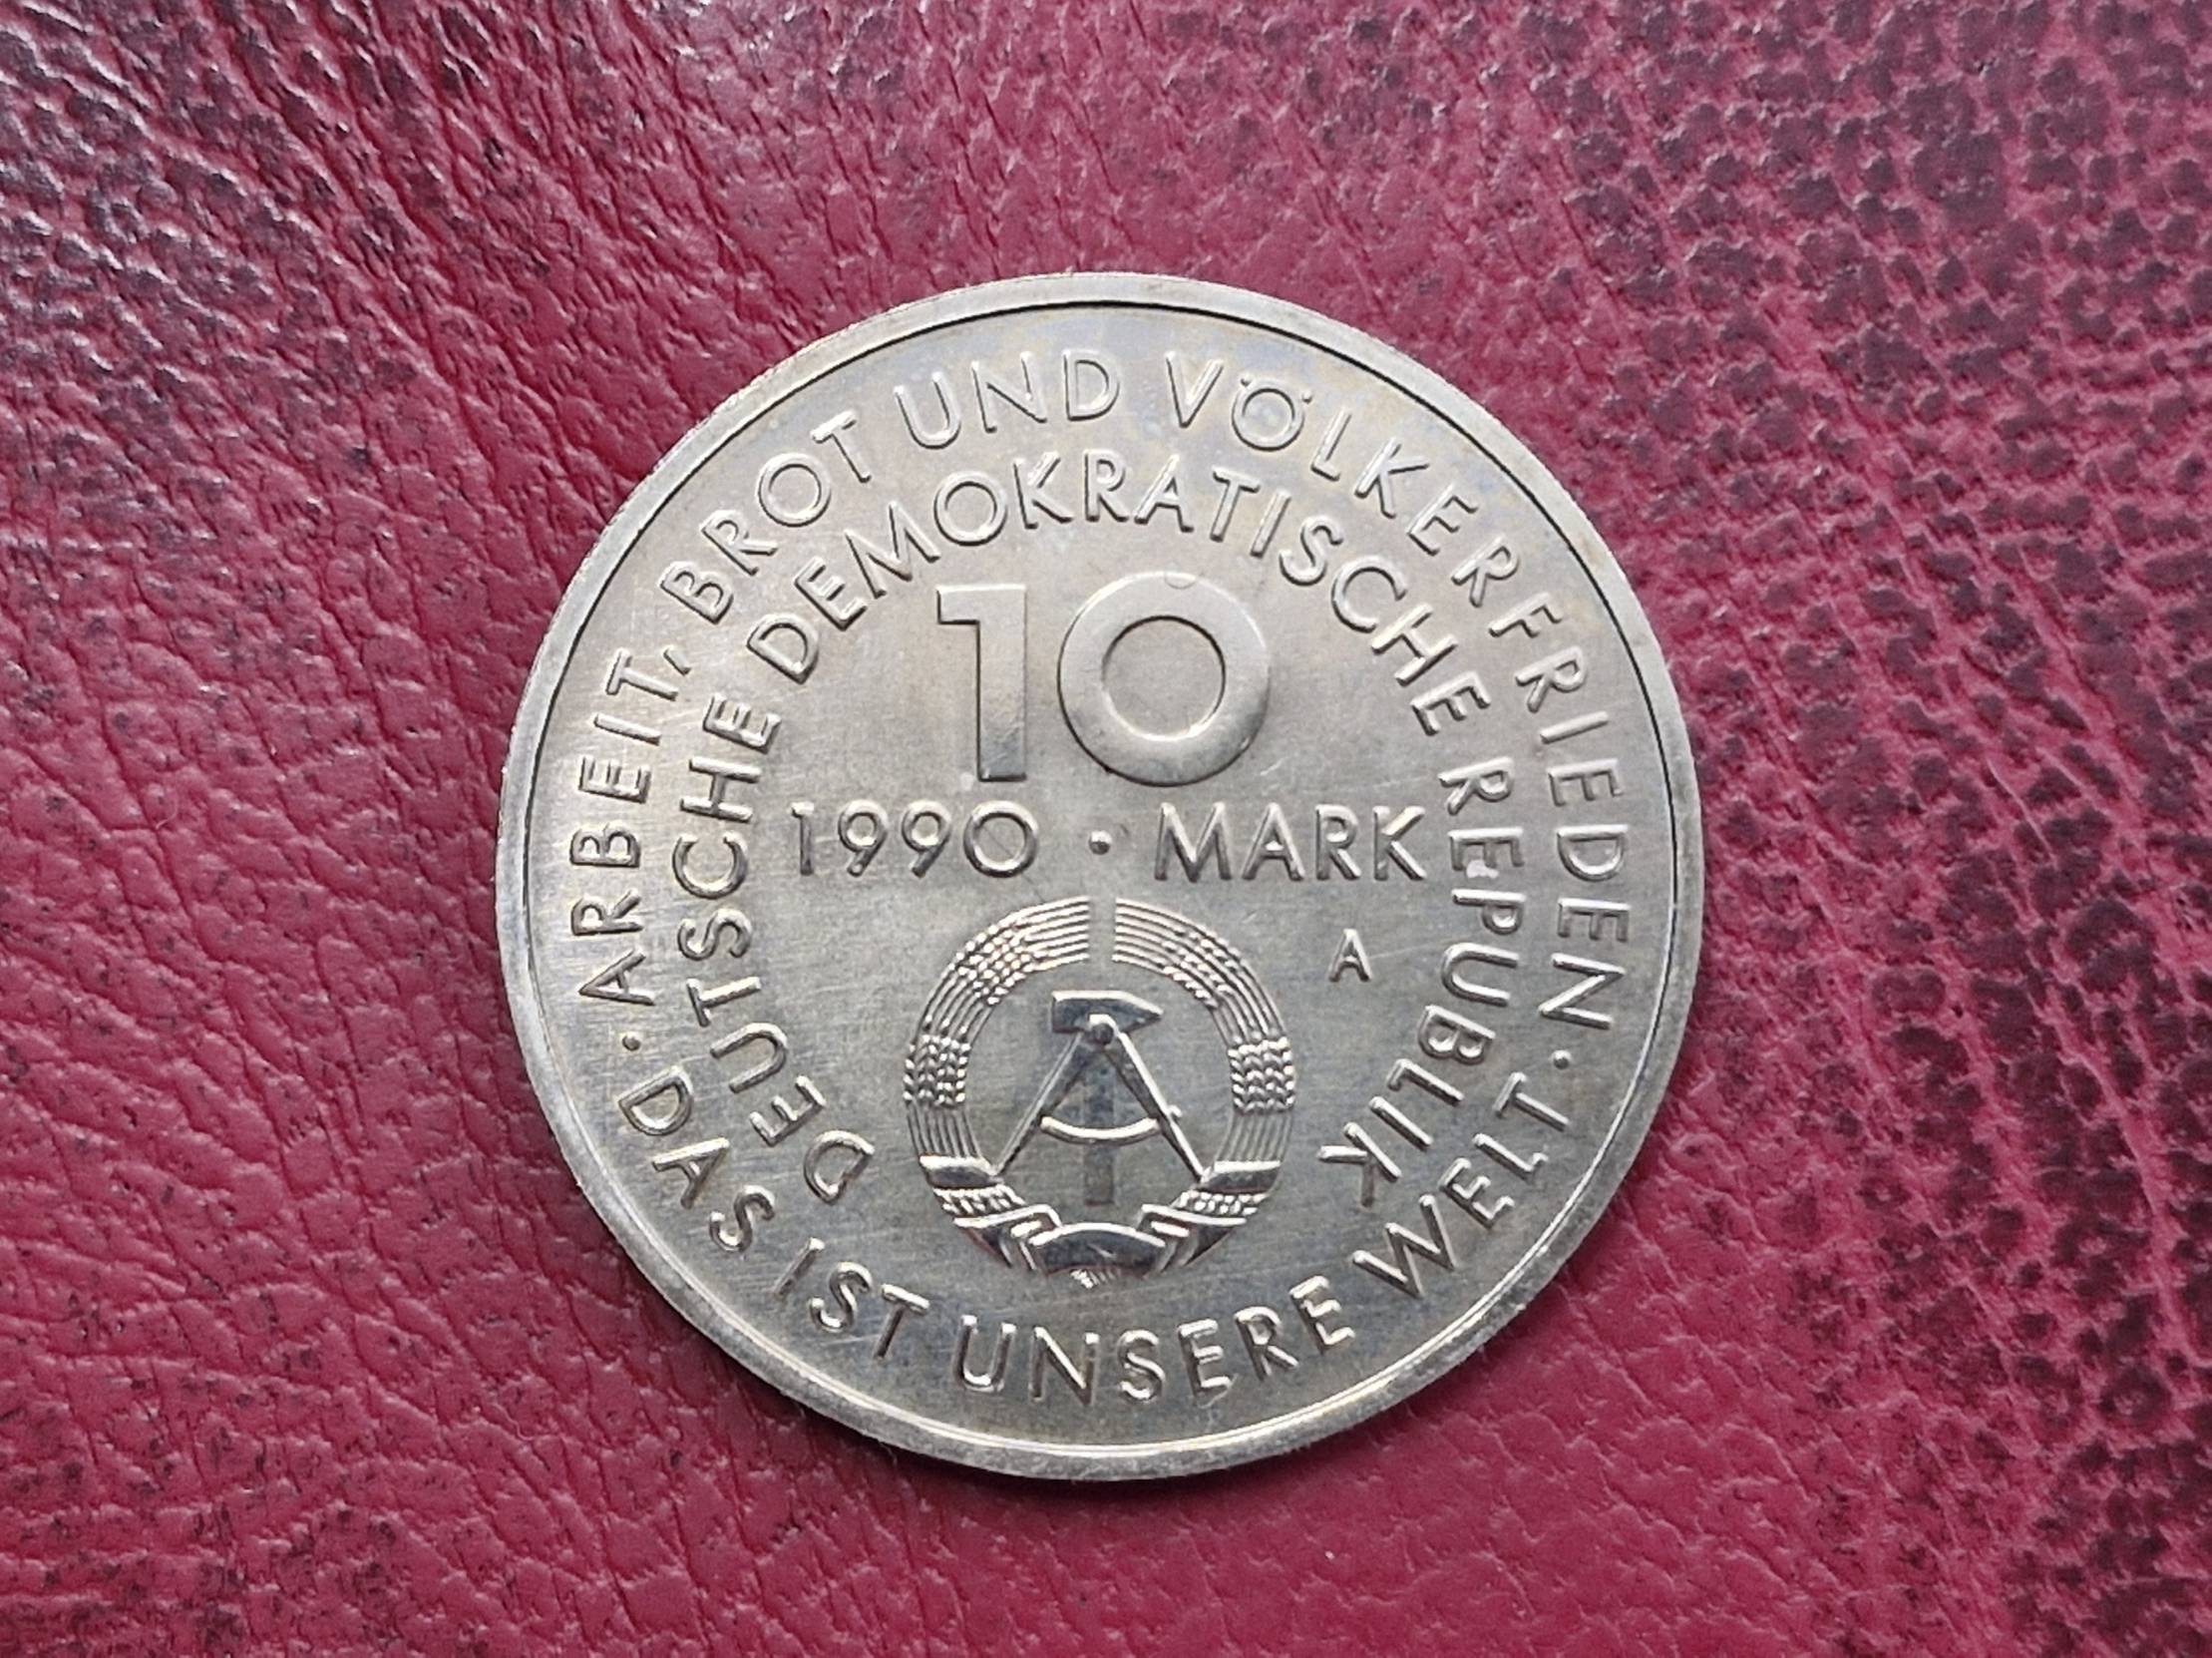 · ARBEIT, BROT UND VÖLKERFRIEDEN ·
DAS IST UNSERE WELT
DEUTSCHE DEMOKRATISCHE REPUBLIK
10
1990 · MARK
A